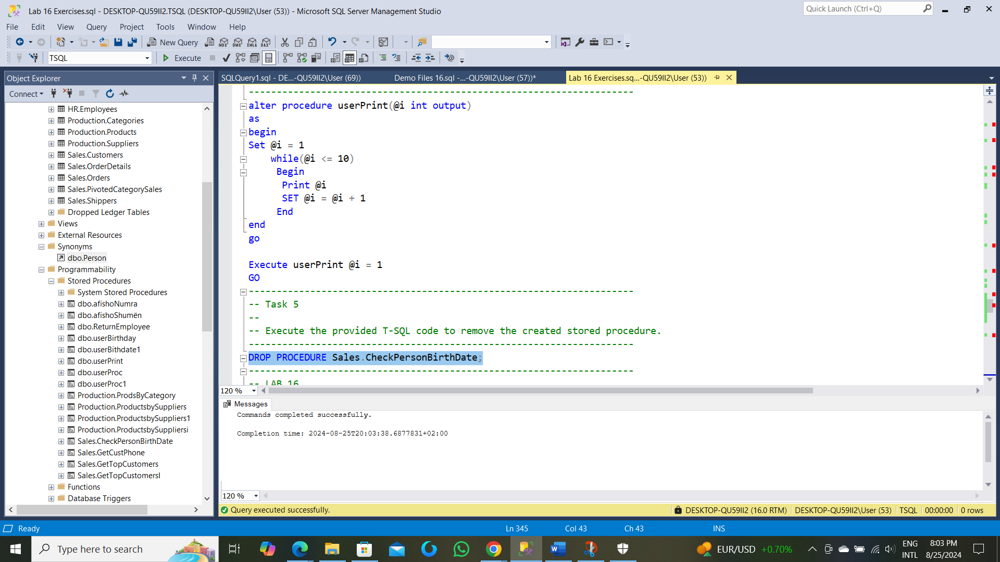 Lab 16 Exercises.sql - DESKTOP-QU59II2.TSQL (DESKTOP-QU59II2\User (53)) - Microsoft SQL Server Management Studio
Quick Launch (Ctrl+Q)
File Edit View Query Project Tools Window Help
New Query MDX DMX XMLA DAX
TSQL Execute
Object Explorer
Connect
HR.Employees
Production.Categories
Production.Products
Production.Suppliers
Sales.Customers
Sales.OrderDetails
Sales.Orders
Sales.PivotedCategorySales
Sales.Shippers
Dropped Ledger Tables
Views
External Resources
Synonyms
dbo.Person
Programmability
Stored Procedures
System Stored Procedures
dbo.afishoNumra
dbo.afishoShumën
dbo.ReturnEmployee
dbo.userBirthday
dbo.userBithdate1
dbo.userPrint
dbo.userProc
dbo.userProc1
Production.ProdsByCategory
Production.ProductsbySuppliers
Production.ProductsbySuppliers1
Production.ProductsbySuppliersi
Sales.CheckPersonBirthDate
Sales.GetCustPhone
Sales.GetTopCustomers
Sales.GetTopCustomersI
Functions
Database Triggers
SQLQuery1.sql - DE...-QU59II2\User (69)) Demo Files 16.sql -...-QU59II2\User (57))* Lab 16 Exercises.sq...-QU59II2\User (53))
---------------------------------------------------------------------
alter procedure userPrint(@i int output)
as
begin
Set @i = 1
while(@i <= 10)
Begin
Print @i
SET @i = @i + 1
End
end
go
Execute userPrint @i = 1
GO
---------------------------------------------------------------------
-- Task 5
--
-- Execute the provided T-SQL code to remove the created stored procedure.
---------------------------------------------------------------------
DROP PROCEDURE Sales.CheckPersonBirthDate;
---------------------------------------------------------------------
-- LAB 16
120 %
Messages
Commands completed successfully.
Completion time: 2024-08-25T20:03:38.6877831+02:00
120 %
Query executed successfully. DESKTOP-QU59II2 (16.0 RTM) DESKTOP-QU59II2\User (53) TSQL 00:00:00 0 rows
Ready Ln 345 Col 43 Ch 43 INS
Type here to search
EUR/USD +0.70%
ENG
INTL
8:03 PM
8/25/2024